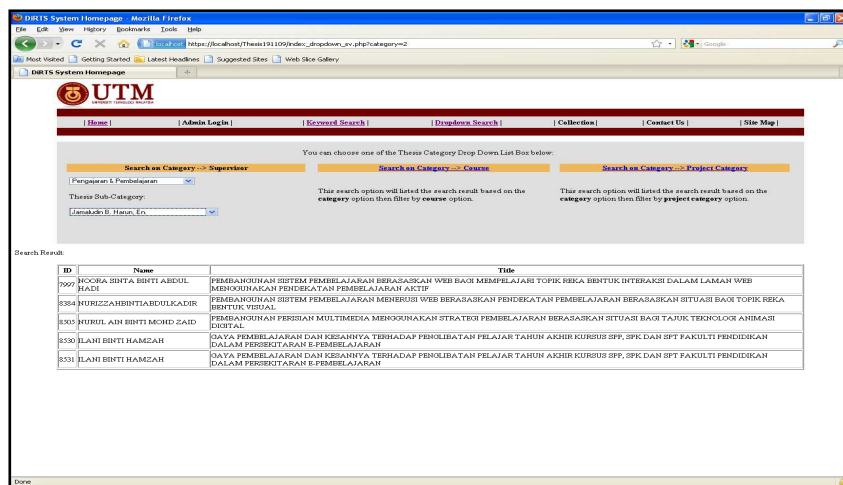 DiRTS System Homepage - Mozilla Firefox
File Edit View History Bookmarks Tools Help
localhost https://localhost/Thesis191109/index_dropdown_sv.php?category=2
Google
Most Visited Getting Started Latest Headlines Suggested Sites Web Slice Gallery
DiRTS System Homepage
UTM
UNIVERSITI TEKNOLOGI MALAYSIA
| Home | | Admin Login | | Keyword Search | | Dropdown Search | | Collection | | Contact Us | | Site Map |
You can choose one of the Thesis Category Drop Down List Box below:
Search on Category --> Supervisor
Pengajaran & Pembelajaran
Thesis Sub-Category:
Jamaludin B. Harun, En.
Search on Category --> Course
This search option will listed the search result based on the
category option then filter by course option.
Search on Category --> Project Category
This search option will listed the search result based on the
category option then filter by project category option.
Search Result:
ID Name Title
7997 NOORA SINTA BINTI ABDUL HADI PEMBANGUNAN SISTEM PEMBELAJARAN BERASASKAN WEB BAGI MEMPELAJARI TOPIK REKA BENTUK INTERAKSI DALAM LAMAN WEB
MENGGUNAKAN PENDEKATAN PEMBELAJARAN AKTIF
8384 NURIZZAHBINTIABDULKADIR PEMBANGUNAN SISTEM PEMBELAJARAN MENERUSI WEB BERASASKAN PENDEKATAN PEMBELAJARAN BERASASKAN SITUASI BAGI TOPIK REKA
BENTUK VISUAL
8505 NURUL AIN BINTI MOHD ZAID PEMBANGUNAN PERISIAN MULTIMEDIA MENGGUNAKAN STRATEGI PEMBELAJARAN BERASASKAN SITUASI BAGI TAJUK TEKNOLOGI ANIMASI
DIGITAL
8530 ILANI BINTI HAMZAH GAYA PEMBELAJARAN DAN KESANNYA TERHADAP PENGLIBATAN PELAJAR TAHUN AKHIR KURSUS SPP, SPK DAN SPT FAKULTI PENDIDIKAN
DALAM PERSEKITARAN E-PEMBELAJARAN
8531 ILANI BINTI HAMZAH GAYA PEMBELAJARAN DAN KESANNYA TERHADAP PENGLIBATAN PELAJAR TAHUN AKHIR KURSUS SPP, SPK DAN SPT FAKULTI PENDIDIKAN
DALAM PERSEKITARAN E-PEMBELAJARAN
Done